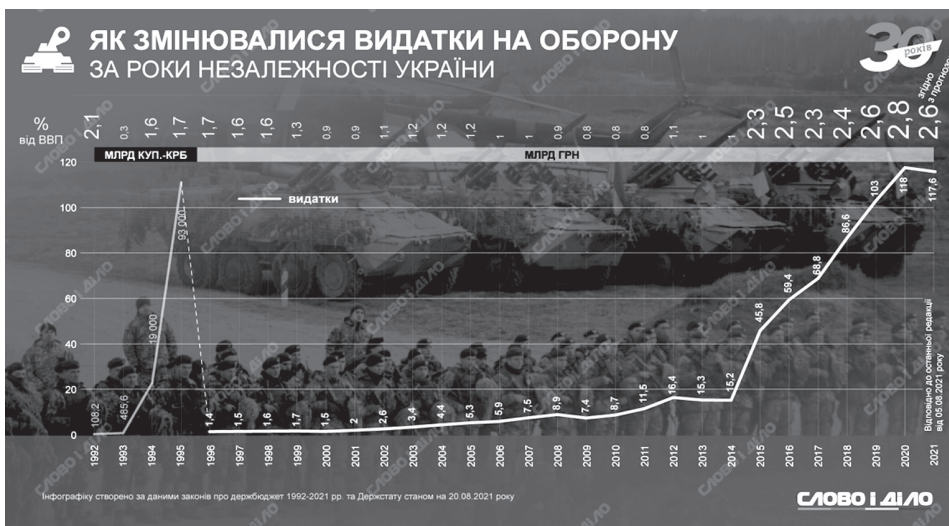 ЯК ЗМІНЮВАЛИСЯ ВИДАТКИ НА ОБОРОНУ
ЗА РОКИ НЕЗАЛЕЖНОСТІ УКРАЇНИ
30 років
згідно з прогнозом
%
від ВВП
2,1 0,3 1,6 1,7 1,7 1,6 1,6 1,3 0,9 0,9 1,1 1,2 1,2 1,2 1 1 0,9 0,8 0,8 0,8 1,1 1 1 2,3 2,5 2,3 2,4 2,6 2,8 2,6
МЛРД КУП.-КРБ МЛРД ГРН
видатки
120
100
80
60
40
20
0
108,2 485,6 19 000 93 000 1,4 1,5 1,6 1,7 1,5 2 2,6 3,4 4,4 5,3 5,9 7,5 8,9 7,4 8,7 11,5 16,4 15,3 15,2 45,8 59,4 68,8 86,6 103 118 117,6
Відповідно до останньої редакції
від 05.08.2021 року
1992 1993 1994 1995 1996 1997 1998 1999 2000 2001 2002 2003 2004 2005 2006 2007 2008 2009 2010 2011 2012 2013 2014 2015 2016 2017 2018 2019 2020 2021
Інфографіку створено за даними законів про держбюджет 1992-2021 рр. та Держстату станом на 20.08.2021 року
СЛОВО І ДІЛО